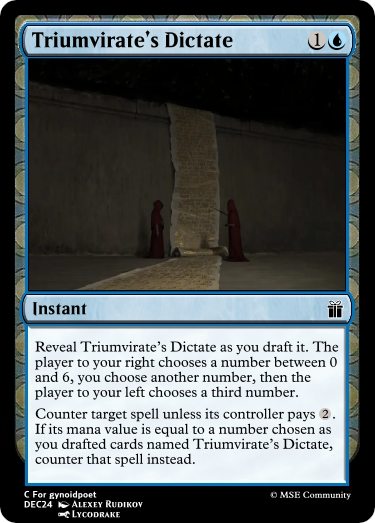 Triumvirate's Dictate 1
Instant
Reveal Triumvirate's Dictate as you draft it. The
player to your right chooses a number between 0
and 6, you choose another number, then the
player to your left chooses a third number.
Counter target spell unless its controller pays 2.
If its mana value is equal to a number chosen as
you drafted cards named Triumvirate's Dictate,
counter that spell instead.
C For gynoidpoet
DEC24 Alexey Rudikov © MSE Community
Lycodrake